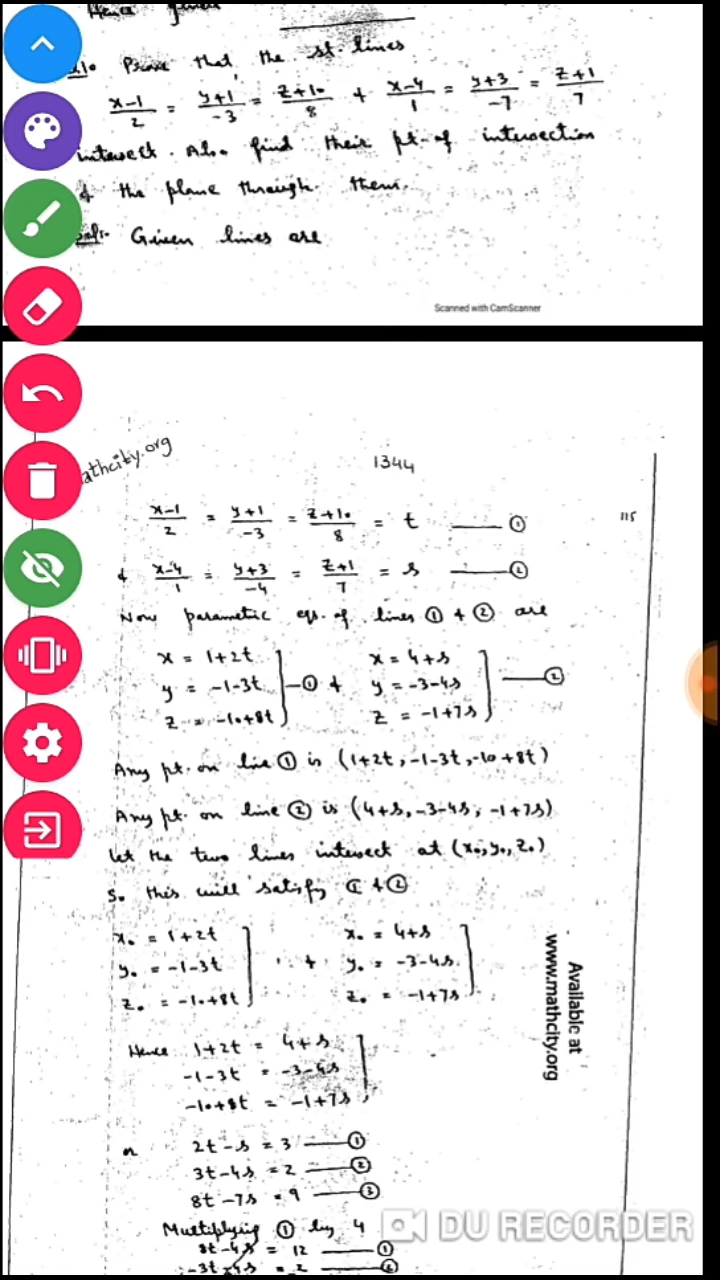 Hence given
Prove that the st. lines
x-1/2 = y+1/-3 = z+10/8 & x-4/1 = y+3/-7 = z+1/7
intersect. Also find their pt. of intersection
& the plane through them.
Sol:- Given lines are
Scanned with CamScanner
athcity.org
1344
115
x-1/2 = y+1/-3 = z+10/8 = t —— ①
& x-4/1 = y+3/-4 = z+1/7 = s —— ②
Now parametric eqs. of lines ① & ② are
x = 1+2t
y = -1-3t
z = -10+8t
—① &
x = 4+s
y = -3-4s
z = -1+7s
——②
Any pt. on line ① is (1+2t, -1-3t, -10+8t)
Any pt. on line ② is (4+s, -3-4s, -1+7s)
let the two lines intersect at (x₀, y₀, z₀)
So this will satisfy ① & ②
x₀ = 1+2t
y₀ = -1-3t
z₀ = -10+8t
&
x₀ = 4+s
y₀ = -3-4s
z₀ = -1+7s
Available at
www.mathcity.org
Hence 1+2t = 4+s
-1-3t = -3-4s
-10+8t = -1+7s
or 2t-s = 3 —— ①
3t-4s = 2 —— ②
8t-7s = 9 —— ③
Multiplying ① by 4
8t-4s = 12 —— ①
-3t-4s = 2 —— ②
DU RECORDER